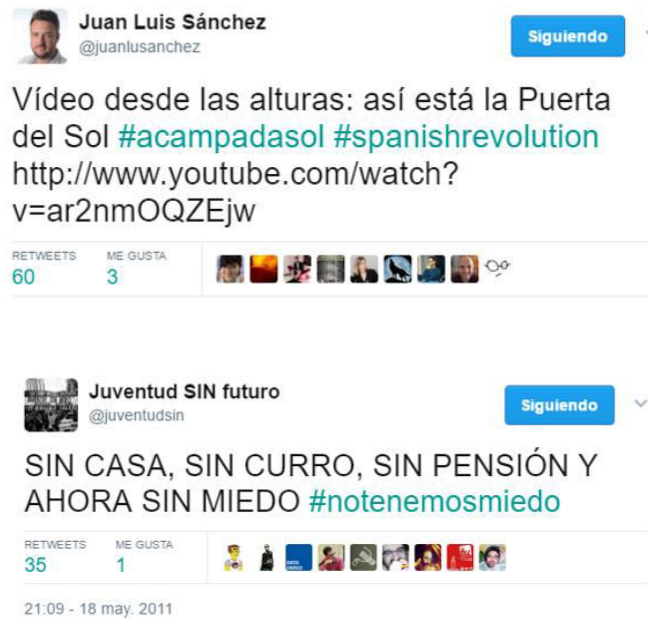 Juan Luis Sánchez
@juanlusanchez
Siguiendo
Vídeo desde las alturas: así está la Puerta
del Sol #acampadasol #spanishrevolution
http://www.youtube.com/watch?
v=ar2nmOQZEjw
RETWEETS ME GUSTA
60 3
Juventud SIN futuro
@juventudsin
Siguiendo
SIN CASA, SIN CURRO, SIN PENSIÓN Y
AHORA SIN MIEDO #notenemosmiedo
RETWEETS ME GUSTA
35 1
21:09 - 18 may. 2011